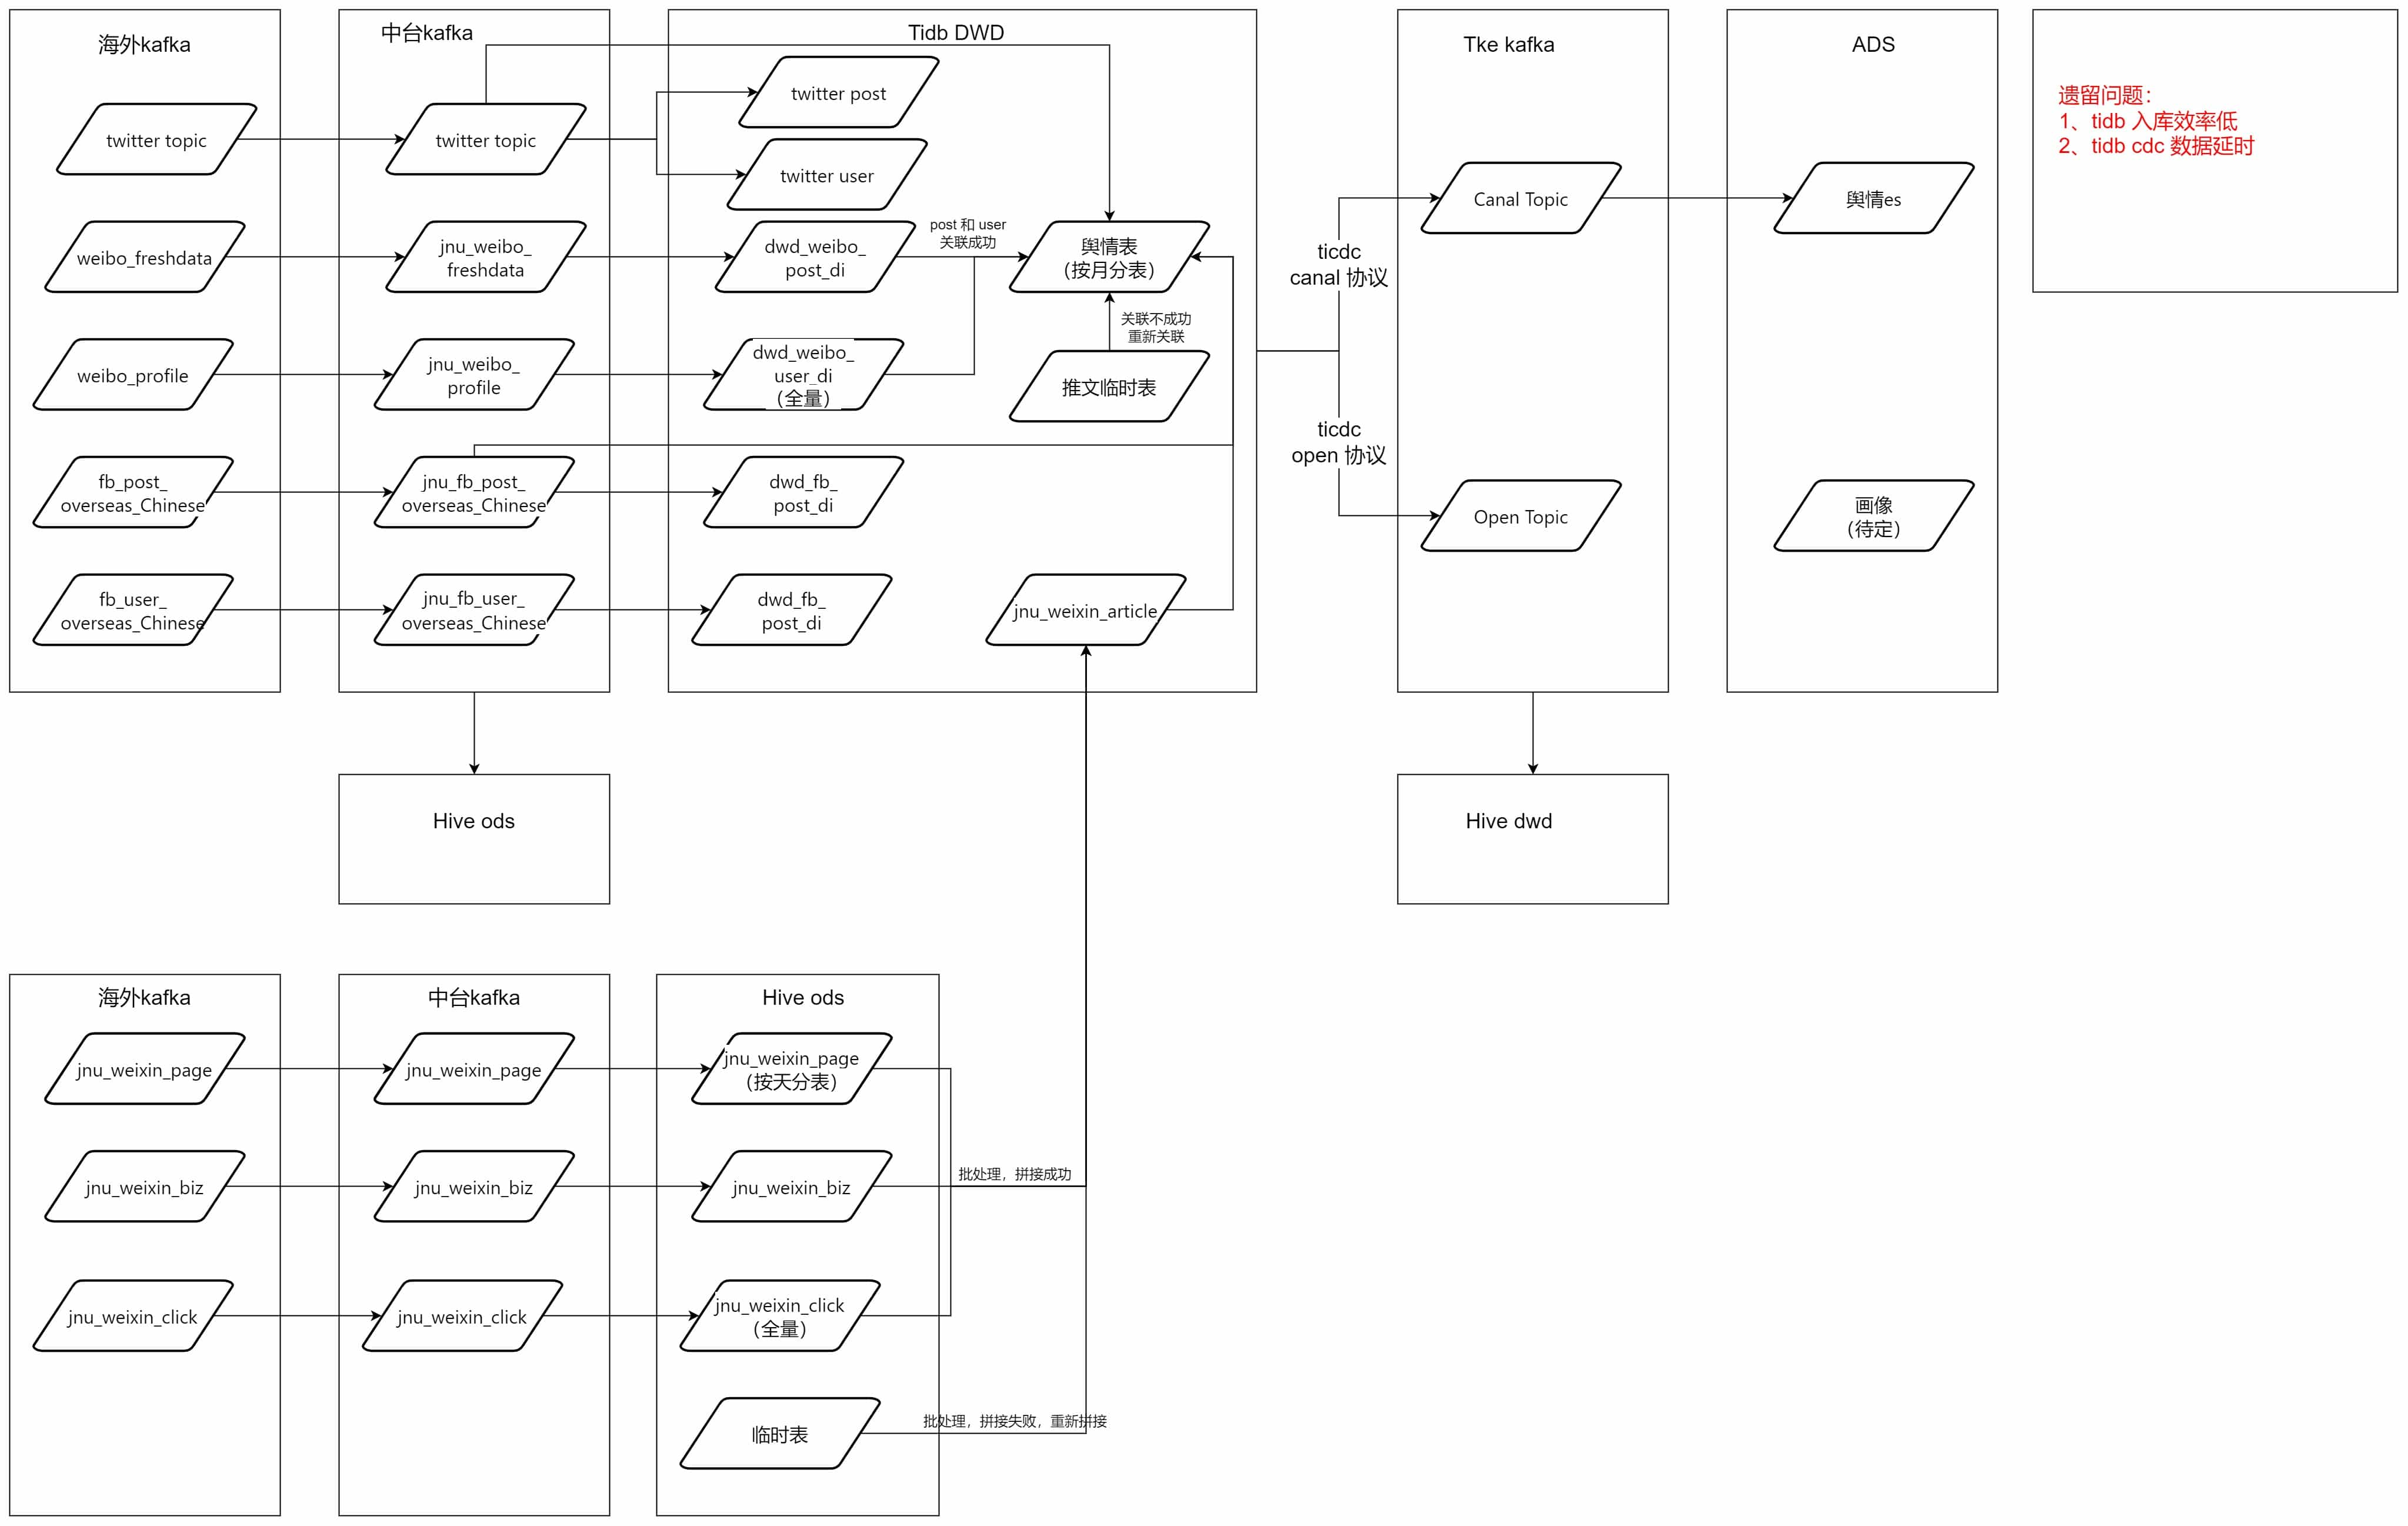 海外kafka
twitter topic
weibo_freshdata
weibo_profile
fb_post_
overseas_Chinese
fb_user_
overseas_Chinese
中台kafka
twitter topic
jnu_weibo_
freshdata
jnu_weibo_
profile
jnu_fb_post_
overseas_Chinese
jnu_fb_user_
overseas_Chinese
Tidb DWD
twitter post
twitter user
dwd_weibo_
post_di
post 和 user
关联成功
舆情表
（按月分表）
dwd_weibo_
user_di
（全量）
关联不成功
重新关联
推文临时表
dwd_fb_
post_di
dwd_fb_
post_di
jnu_weixin_article
ticdc
canal 协议
ticdc
open 协议
Tke kafka
Canal Topic
Open Topic
ADS
舆情es
画像
（待定）
遗留问题：
1、tidb 入库效率低
2、tidb cdc 数据延时
Hive ods
Hive dwd
海外kafka
jnu_weixin_page
jnu_weixin_biz
jnu_weixin_click
中台kafka
jnu_weixin_page
jnu_weixin_biz
jnu_weixin_click
Hive ods
jnu_weixin_page
（按天分表）
jnu_weixin_biz
jnu_weixin_click
（全量）
临时表
批处理，拼接成功
批处理，拼接失败，重新拼接